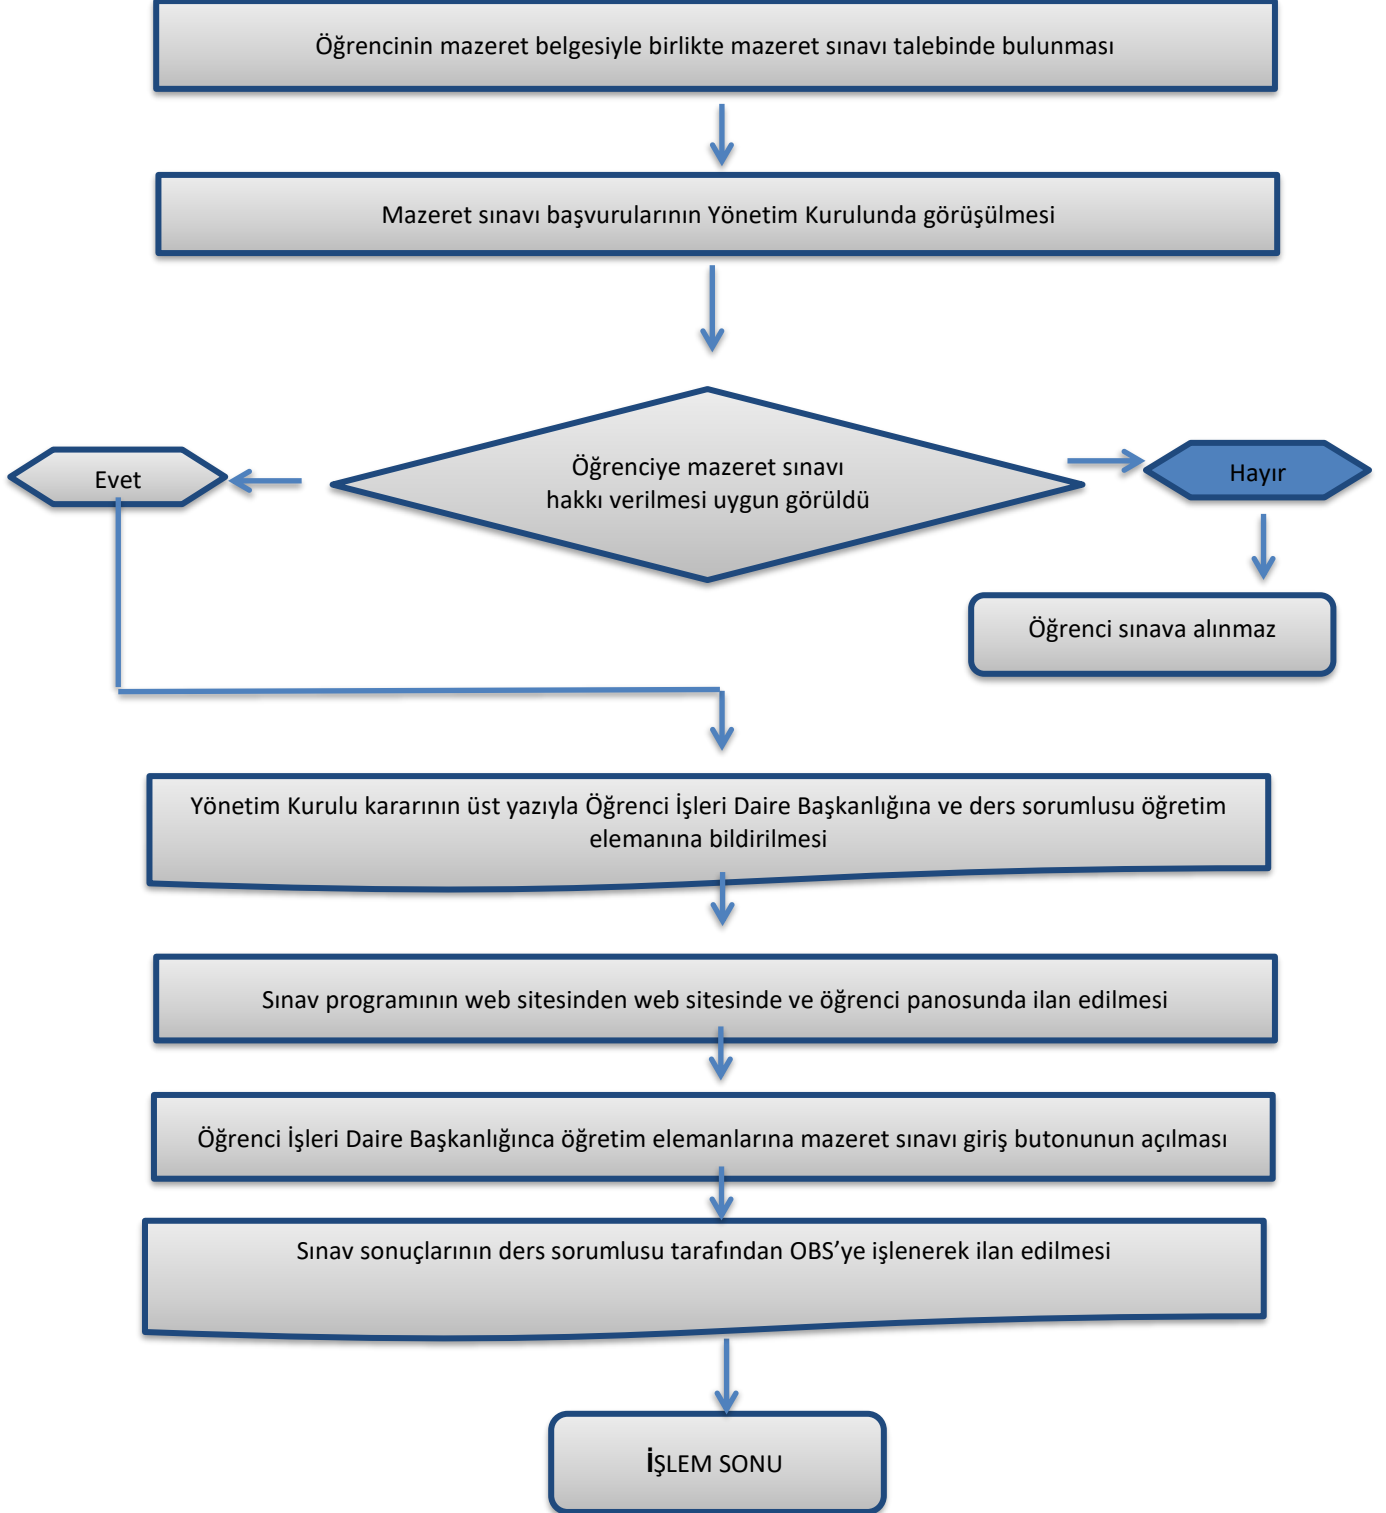 Öğrencinin mazeret belgesiyle birlikte mazeret sınavı talebinde bulunması
Mazeret sınavı başvurularının Yönetim Kurulunda görüşülmesi
Evet
Öğrenciye mazeret sınavı
hakkı verilmesi uygun görüldü
Hayır
Öğrenci sınava alınmaz
Yönetim Kurulu kararının üst yazıyla Öğrenci İşleri Daire Başkanlığına ve ders sorumlusu öğretim
elemanına bildirilmesi
Sınav programının web sitesinden web sitesinde ve öğrenci panosunda ilan edilmesi
Öğrenci İşleri Daire Başkanlığınca öğretim elemanlarına mazeret sınavı giriş butonunun açılması
Sınav sonuçlarının ders sorumlusu tarafından OBS’ye işlenerek ilan edilmesi
İŞLEM SONU